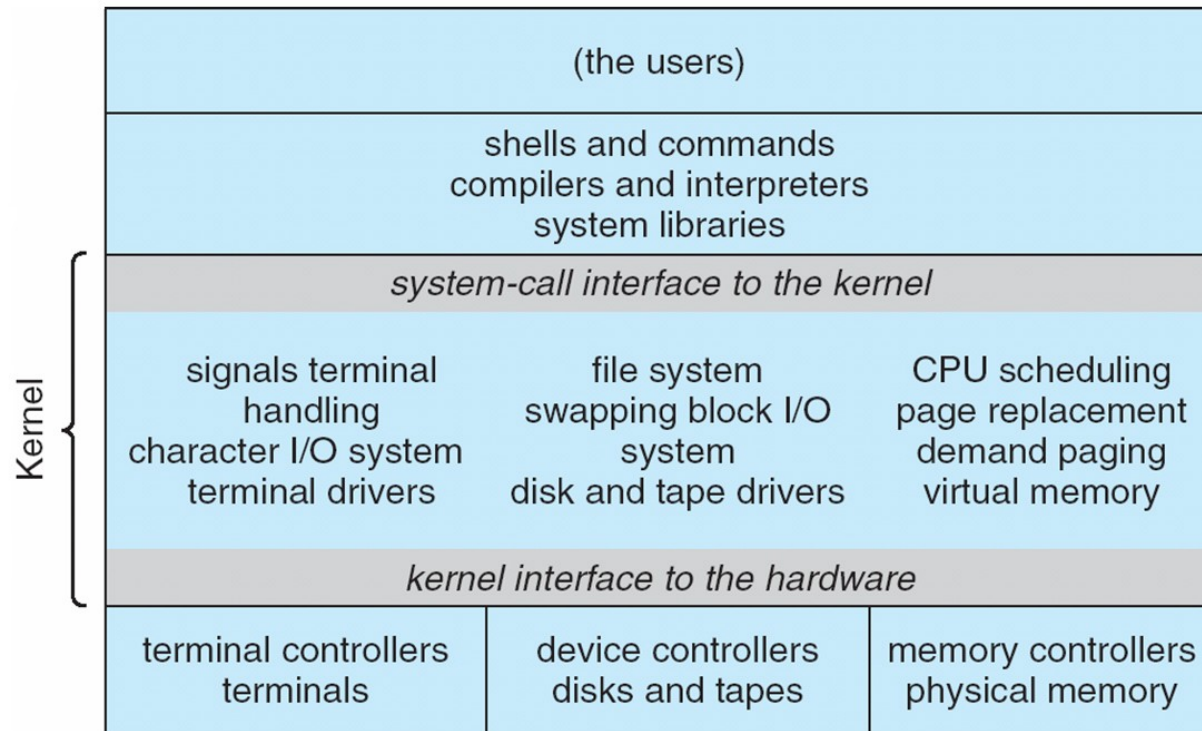 (the users)
shells and commands
compilers and interpreters
system libraries
Kernel
system-call interface to the kernel
signals terminal
handling
character I/O system
terminal drivers
file system
swapping block I/O
system
disk and tape drivers
CPU scheduling
page replacement
demand paging
virtual memory
kernel interface to the hardware
terminal controllers
terminals
device controllers
disks and tapes
memory controllers
physical memory